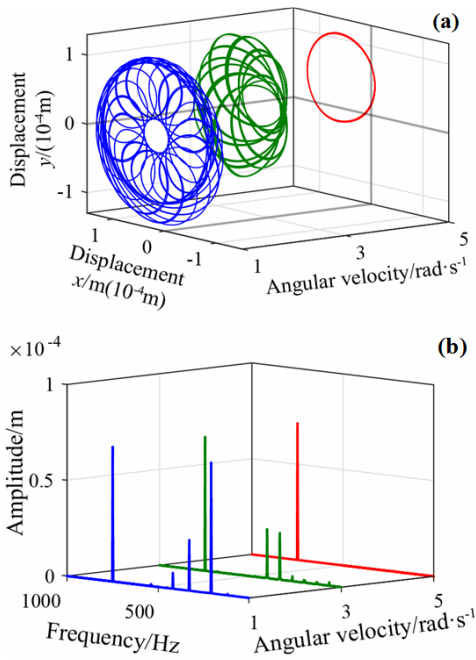 (a)
Displacement
y/(10⁻⁴m)
1
0
-1
1
0
-1
Displacement
x/m(10⁻⁴m)
1
3
5
Angular velocity/rad·s⁻¹
(b)
×10⁻⁴
Amplitude/m
1
0.5
0
1000
500
Frequency/Hz
1
3
5
Angular velocity/rad·s⁻¹